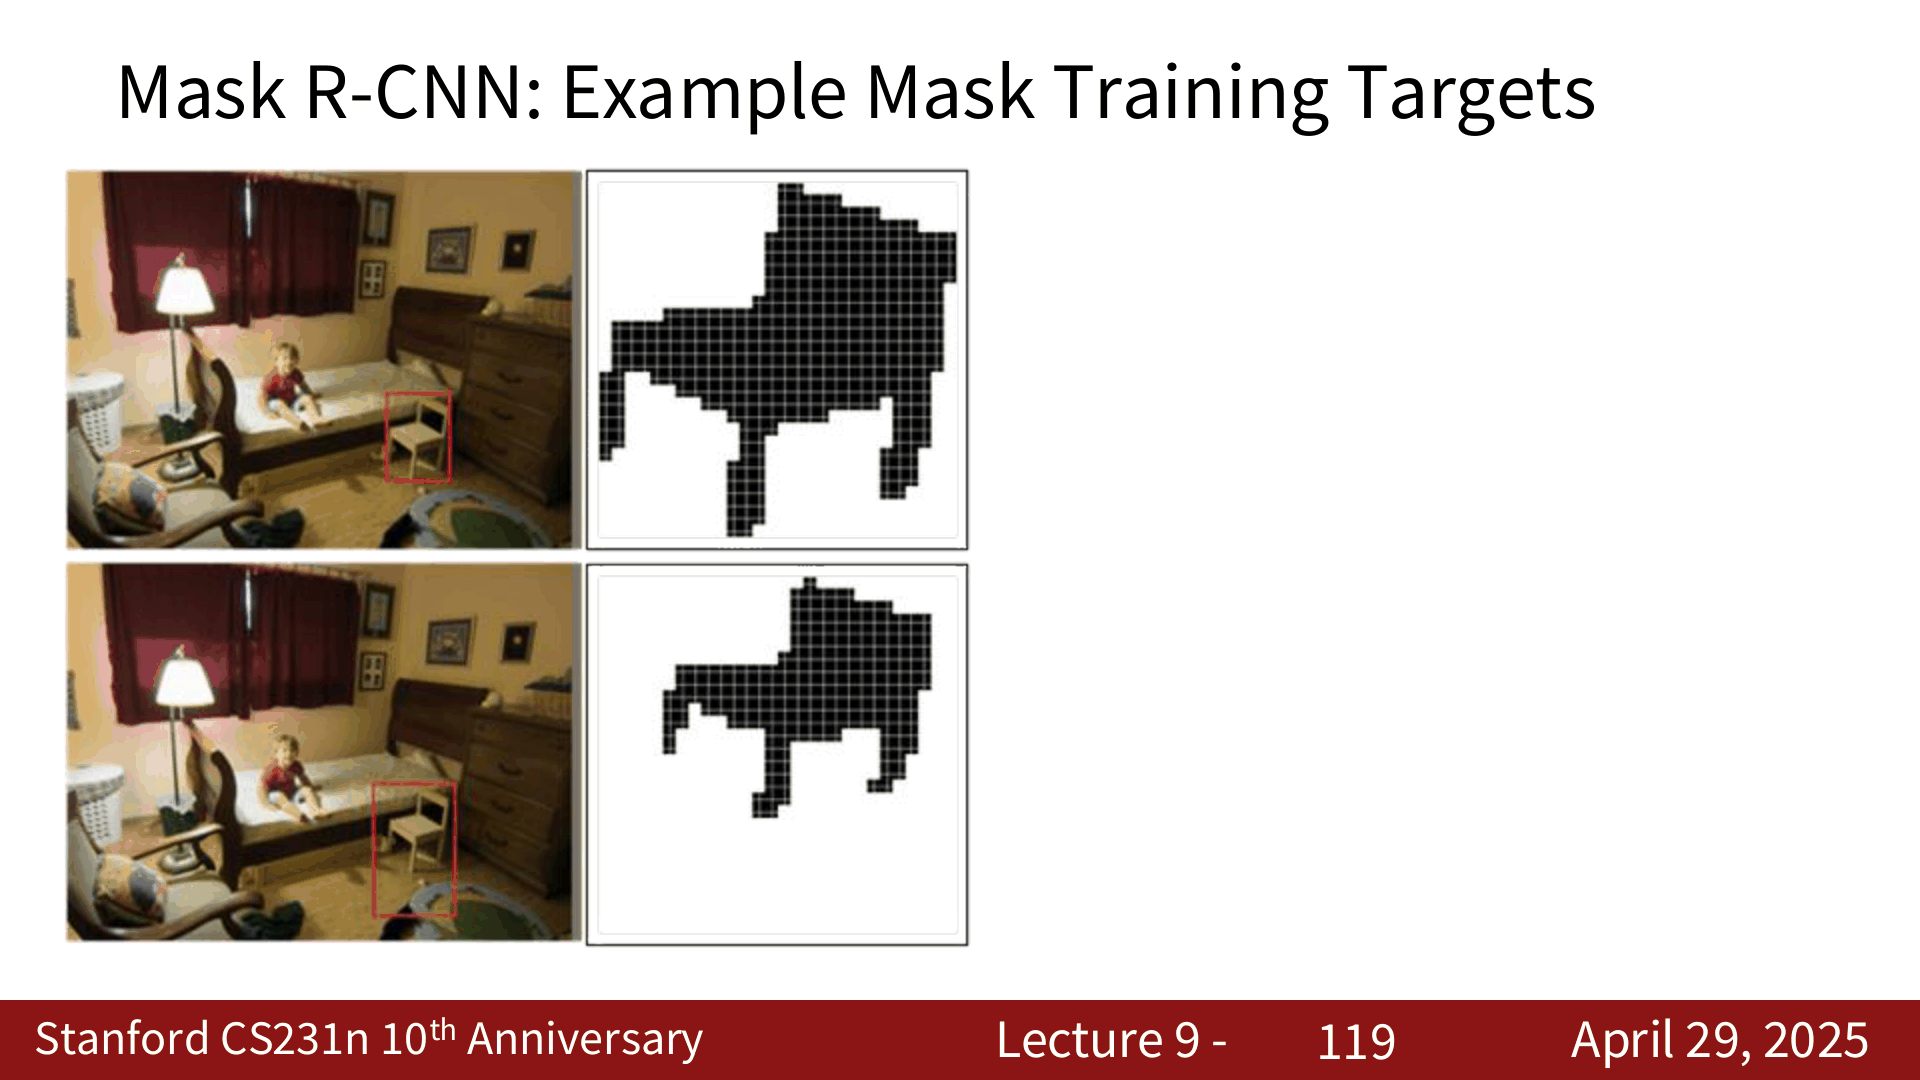 Mask R-CNN: Example Mask Training Targets
Stanford CS231n 10th Anniversary
Lecture 9 -
119
April 29, 2025